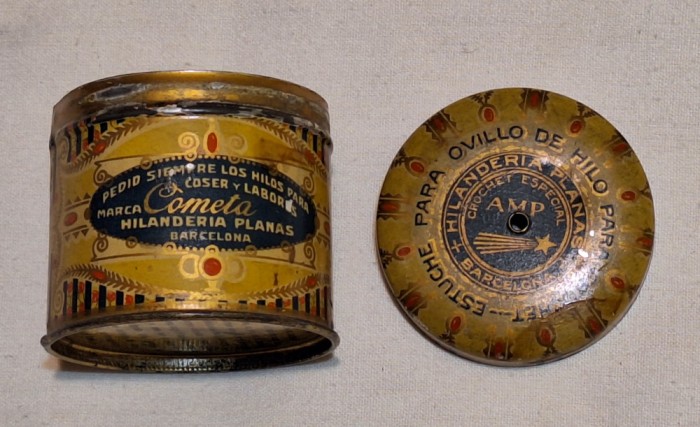 PEDID SIEMPRE LOS HILOS PARA
COSER Y LABORES
MARCA Cometa
HILANDERIA PLANAS
BARCELONA
ESTUCHE PARA OVILLO DE HILO PARA
HILANDERIA PLANAS
CROCHET ESPECIAL
AMP
BARCELONA